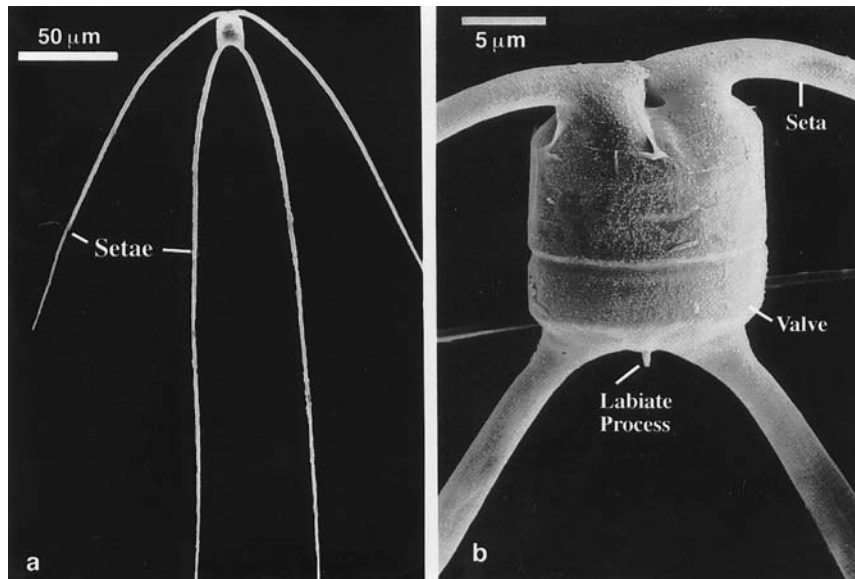 50 μm
Setae
a
5 μm
Seta
Valve
Labiate
Process
b